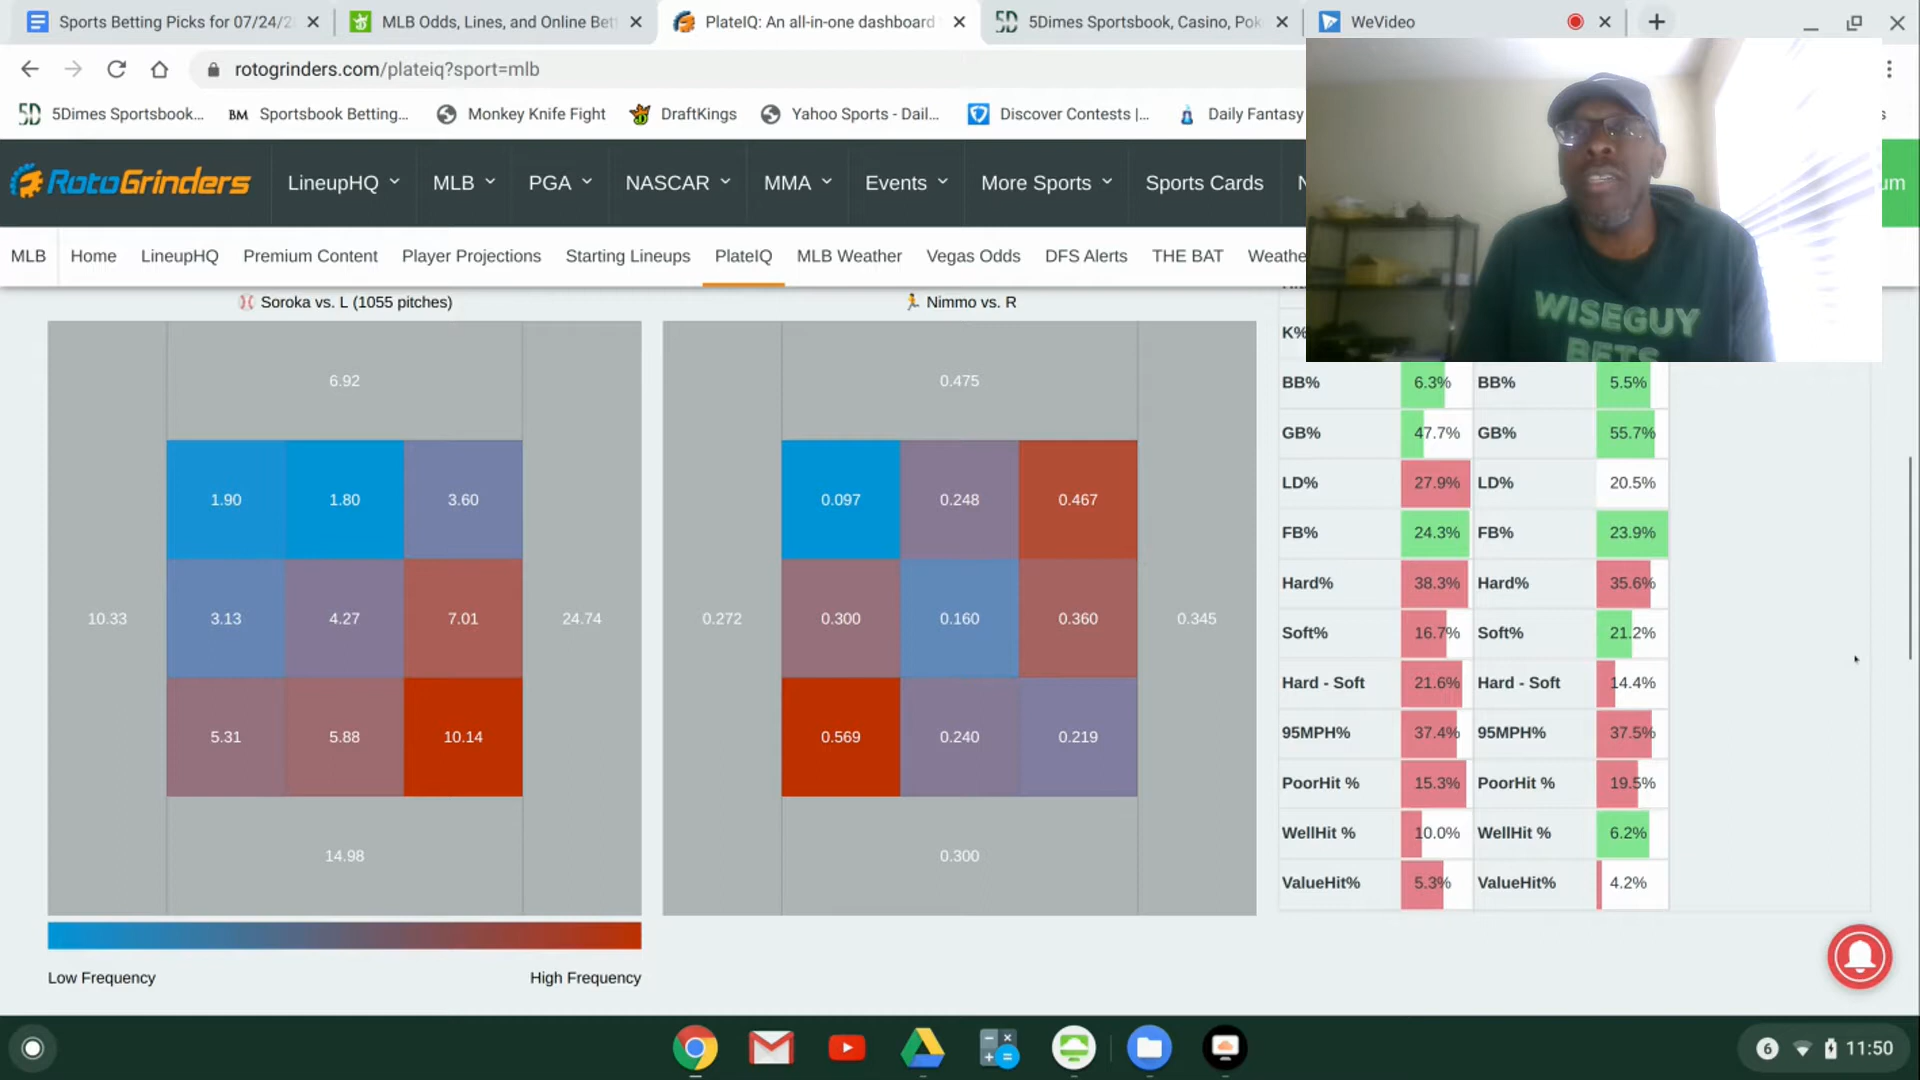 Sports Betting Picks for 07/24/2
MLB Odds, Lines, and Online Bett
PlateIQ: An all-in-one dashboard
5Dimes Sportsbook, Casino, Pok
WeVideo
rotogrinders.com/plateiq?sport=mlb
5D 5Dimes Sportsbook...
BM Sportsbook Betting...
Monkey Knife Fight
DraftKings
Yahoo Sports - Dail...
Discover Contests |...
Daily Fantasy
s
RotoGrinders
LineupHQ
MLB
PGA
NASCAR
MMA
Events
More Sports
Sports Cards
N
um
MLB
Home
LineupHQ
Premium Content
Player Projections
Starting Lineups
PlateIQ
MLB Weather
Vegas Odds
DFS Alerts
THE BAT
Weathe
WISEGUY
BETS
Soroka vs. L (1055 pitches)
6.92
1.90 1.80 3.60
10.33 3.13 4.27 7.01 24.74
5.31 5.88 10.14
14.98
Low Frequency
High Frequency
Nimmo vs. R
0.475
0.097 0.248 0.467
0.272 0.300 0.160 0.360 0.345
0.569 0.240 0.219
0.300
K%
BB% 6.3% BB% 5.5%
GB% 47.7% GB% 55.7%
LD% 27.9% LD% 20.5%
FB% 24.3% FB% 23.9%
Hard% 38.3% Hard% 35.6%
Soft% 16.7% Soft% 21.2%
Hard - Soft 21.6% Hard - Soft 14.4%
95MPH% 37.4% 95MPH% 37.5%
PoorHit % 15.3% PoorHit % 19.5%
WellHit % 10.0% WellHit % 6.2%
ValueHit% 5.3% ValueHit% 4.2%
6
11:50